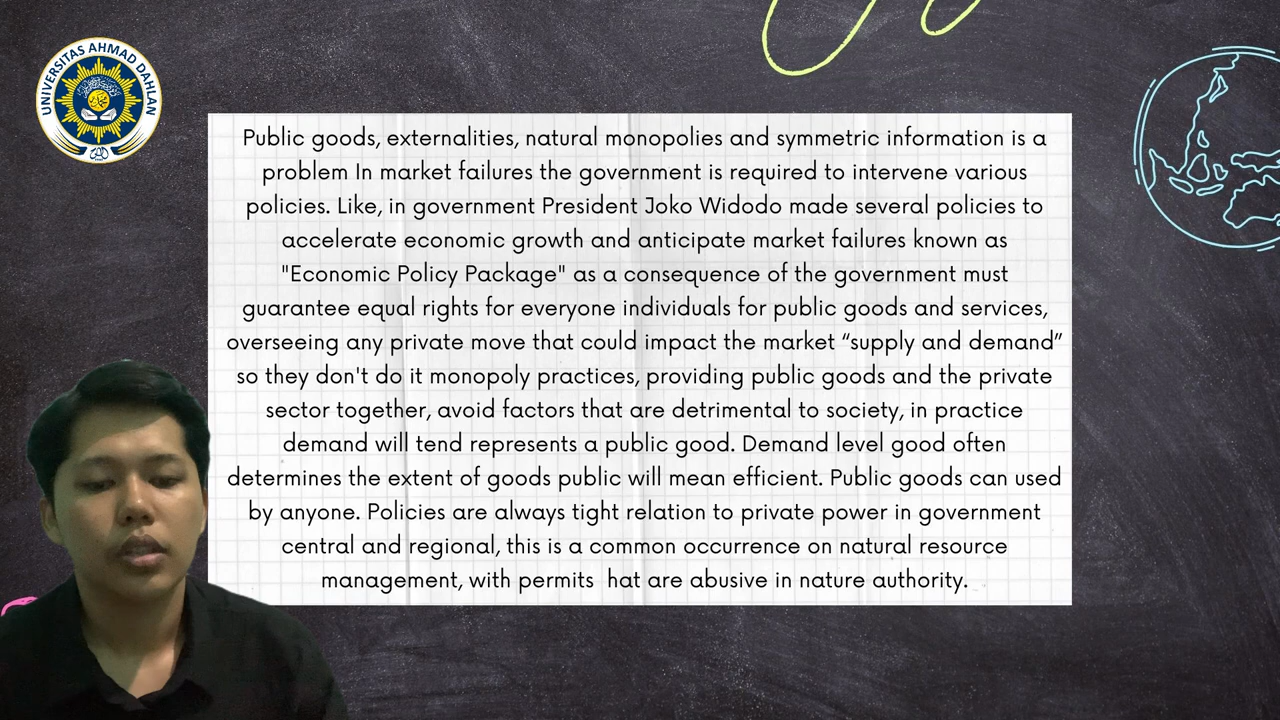 UNIVERSITAS AHMAD DAHLAN
Public goods, externalities, natural monopolies and symmetric information is a
problem In market failures the government is required to intervene various
policies. Like, in government President Joko Widodo made several policies to
accelerate economic growth and anticipate market failures known as
"Economic Policy Package" as a consequence of the government must
guarantee equal rights for everyone individuals for public goods and services,
overseeing any private move that could impact the market “supply and demand”
so they don't do it monopoly practices, providing public goods and the private
sector together, avoid factors that are detrimental to society, in practice
demand will tend represents a public good. Demand level good often
determines the extent of goods public will mean efficient. Public goods can used
by anyone. Policies are always tight relation to private power in government
central and regional, this is a common occurrence on natural resource
management, with permits  hat are abusive in nature authority.